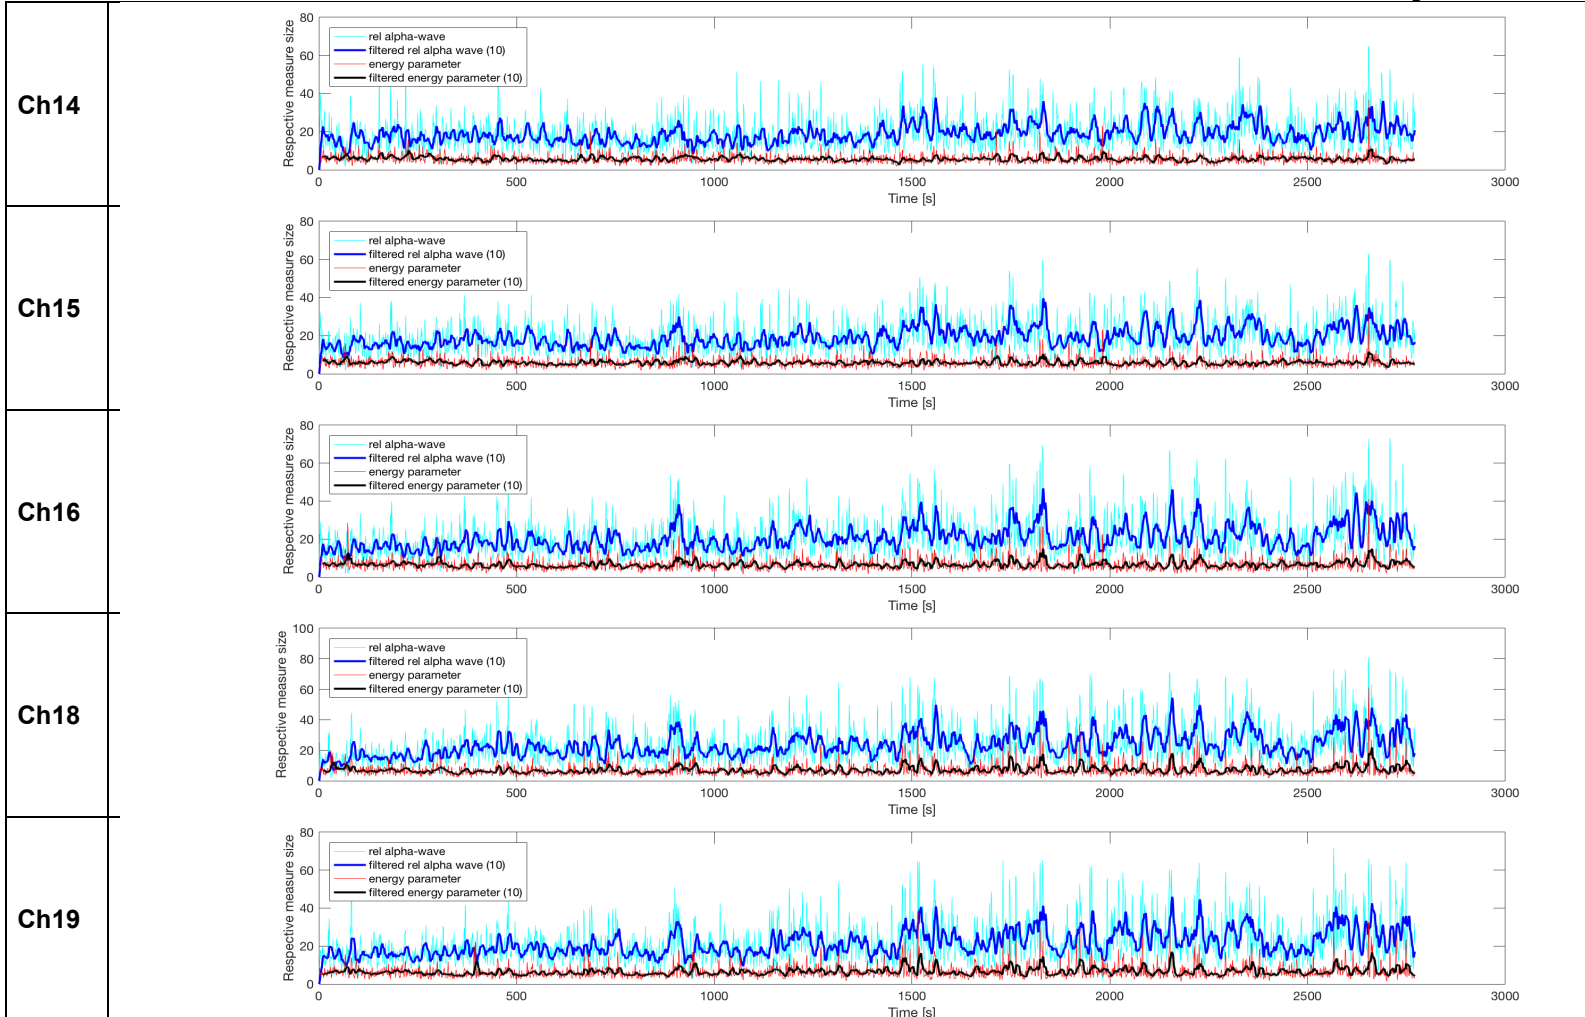 Ch14
Respective measure size
80
60
40
20
0
rel alpha-wave
filtered rel alpha wave (10)
energy parameter
filtered energy parameter (10)
0 500 1000 1500 2000 2500 3000
Time [s]
Ch15
Respective measure size
80
60
40
20
0
rel alpha-wave
filtered rel alpha wave (10)
energy parameter
filtered energy parameter (10)
0 500 1000 1500 2000 2500 3000
Time [s]
Ch16
Respective measure size
80
60
40
20
0
rel alpha-wave
filtered rel alpha wave (10)
energy parameter
filtered energy parameter (10)
0 500 1000 1500 2000 2500 3000
Time [s]
Ch18
Respective measure size
100
80
60
40
20
0
rel alpha-wave
filtered rel alpha wave (10)
energy parameter
filtered energy parameter (10)
0 500 1000 1500 2000 2500 3000
Time [s]
Ch19
Respective measure size
80
60
40
20
0
rel alpha-wave
filtered rel alpha wave (10)
energy parameter
filtered energy parameter (10)
0 500 1000 1500 2000 2500 3000
Time [s]